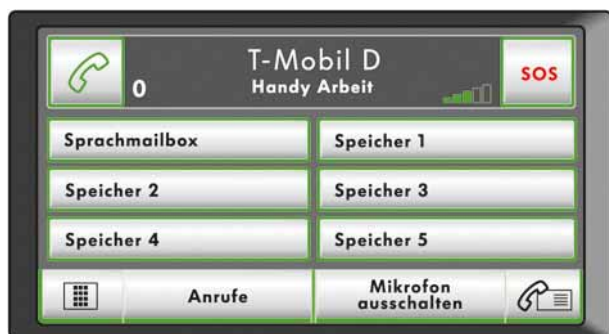 T-Mobil D
0
Handy Arbeit
SOS
Sprachmailbox
Speicher 1
Speicher 2
Speicher 3
Speicher 4
Speicher 5
Anrufe
Mikrofon
ausschalten